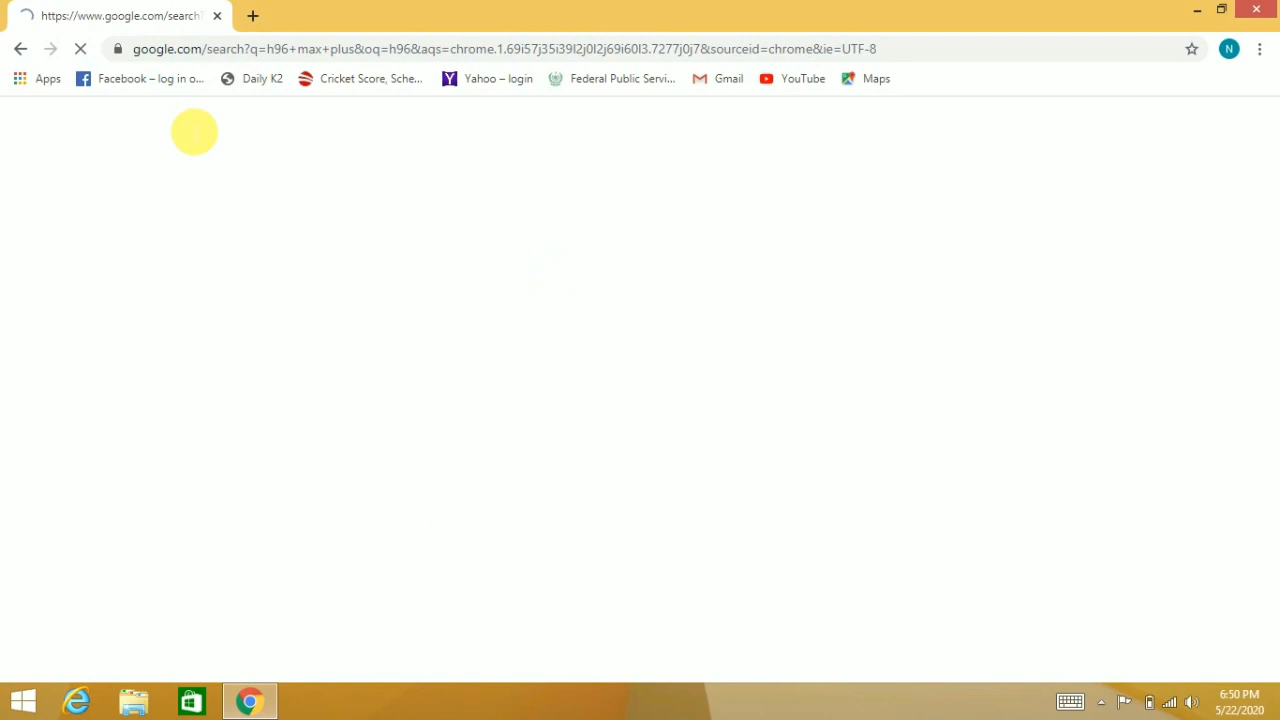 https://www.google.com/search?
google.com/search?q=h96+max+plus&oq=h96&aqs=chrome.1.69i57j35i39l2j0l2j69i60l3.7277j0j7&sourceid=chrome&ie=UTF-8
N
Apps Facebook – log in o... Daily K2 Cricket Score, Sche... Yahoo – login Federal Public Servi... Gmail YouTube Maps
6:50 PM
5/22/2020